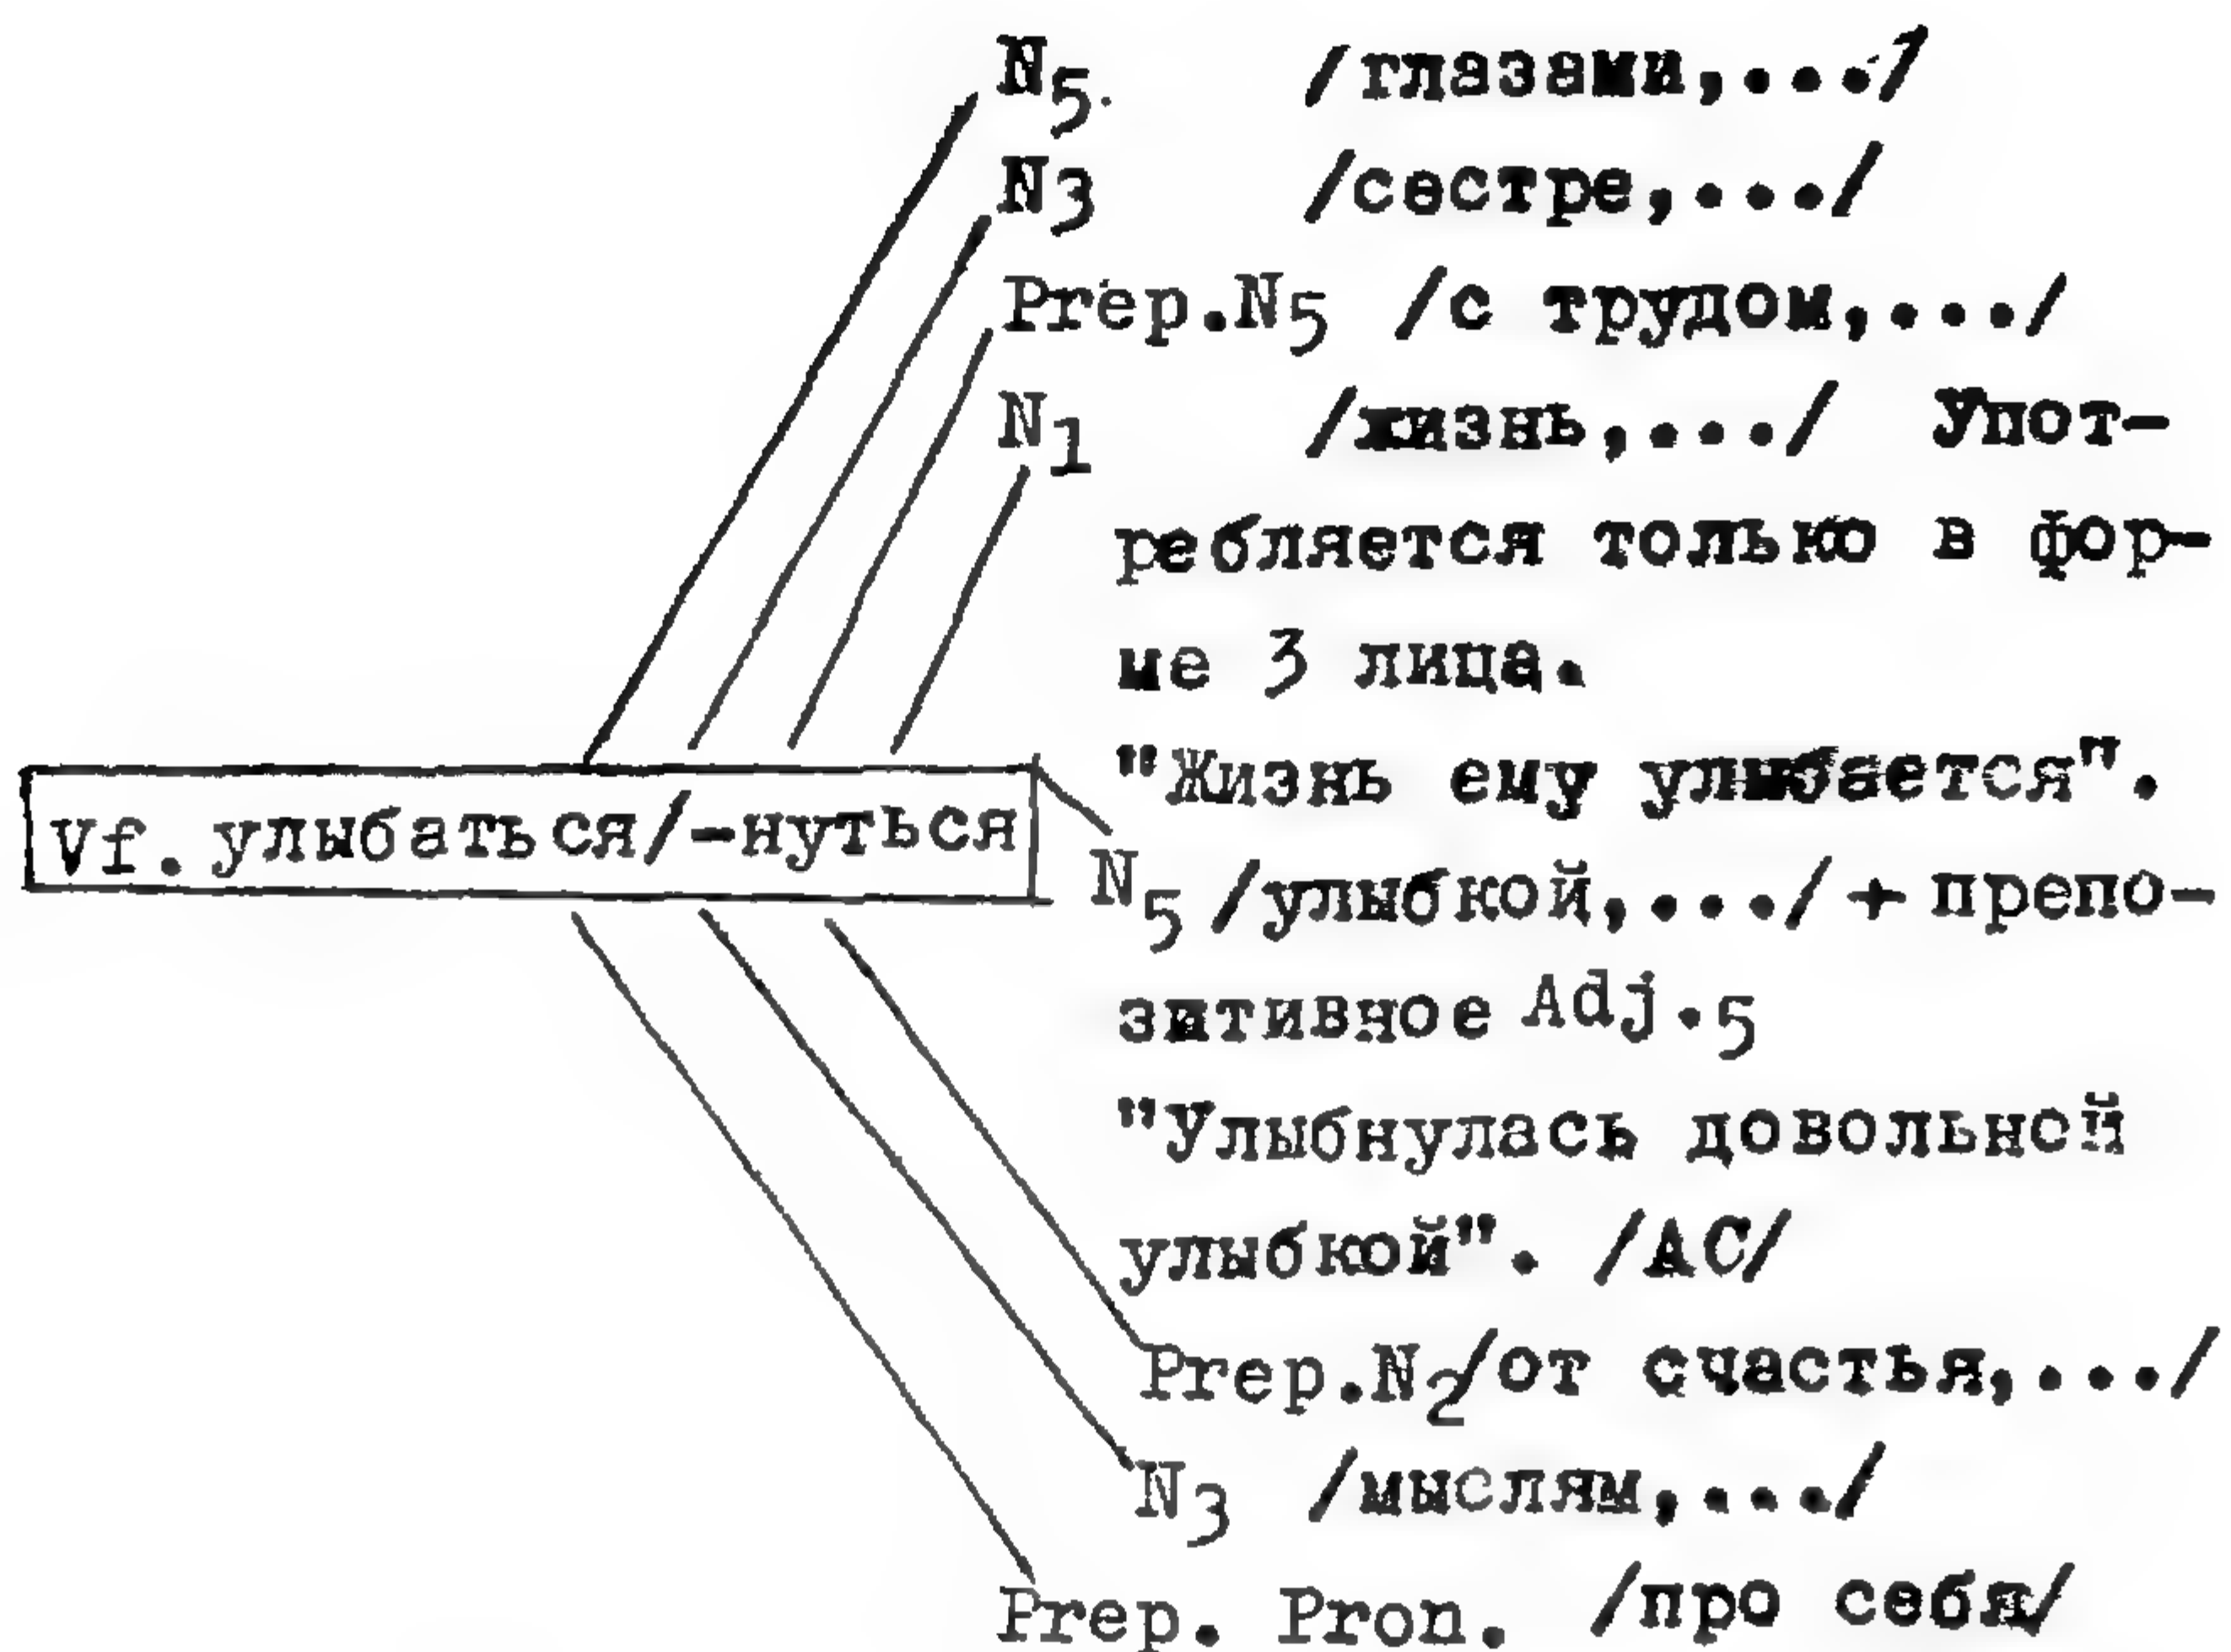 N5 /глазами,.../
N3 /сестре,.../
Prep.N5 /с трудом,.../
N1 /жизнь,.../ Упот-
ребляется только в фор-
ме 3 лица.
"Жизнь ему улыбается".
Vf. улыбаться/-нуться
N5 /улыбкой,.../ + препо-
зитивное Adj.5
"Улыбнулась довольной
улыбкой". /АС/
Prep.N2 /от счастья,.../
N3 /мыслям,.../
Prep. Pron. /про себя/